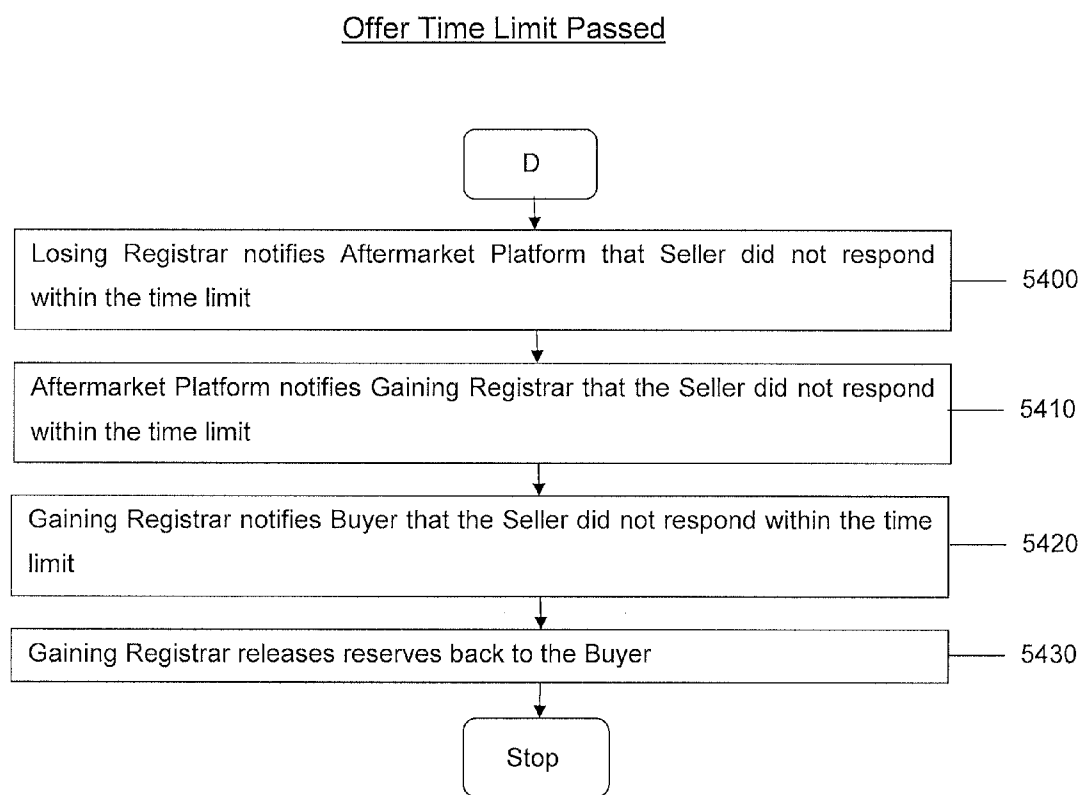 Offer Time Limit Passed
D
Losing Registrar notifies Aftermarket Platform that Seller did not respond
within the time limit
5400
Aftermarket Platform notifies Gaining Registrar that the Seller did not respond
within the time limit
5410
Gaining Registrar notifies Buyer that the Seller did not respond within the time
limit
5420
Gaining Registrar releases reserves back to the Buyer
5430
Stop